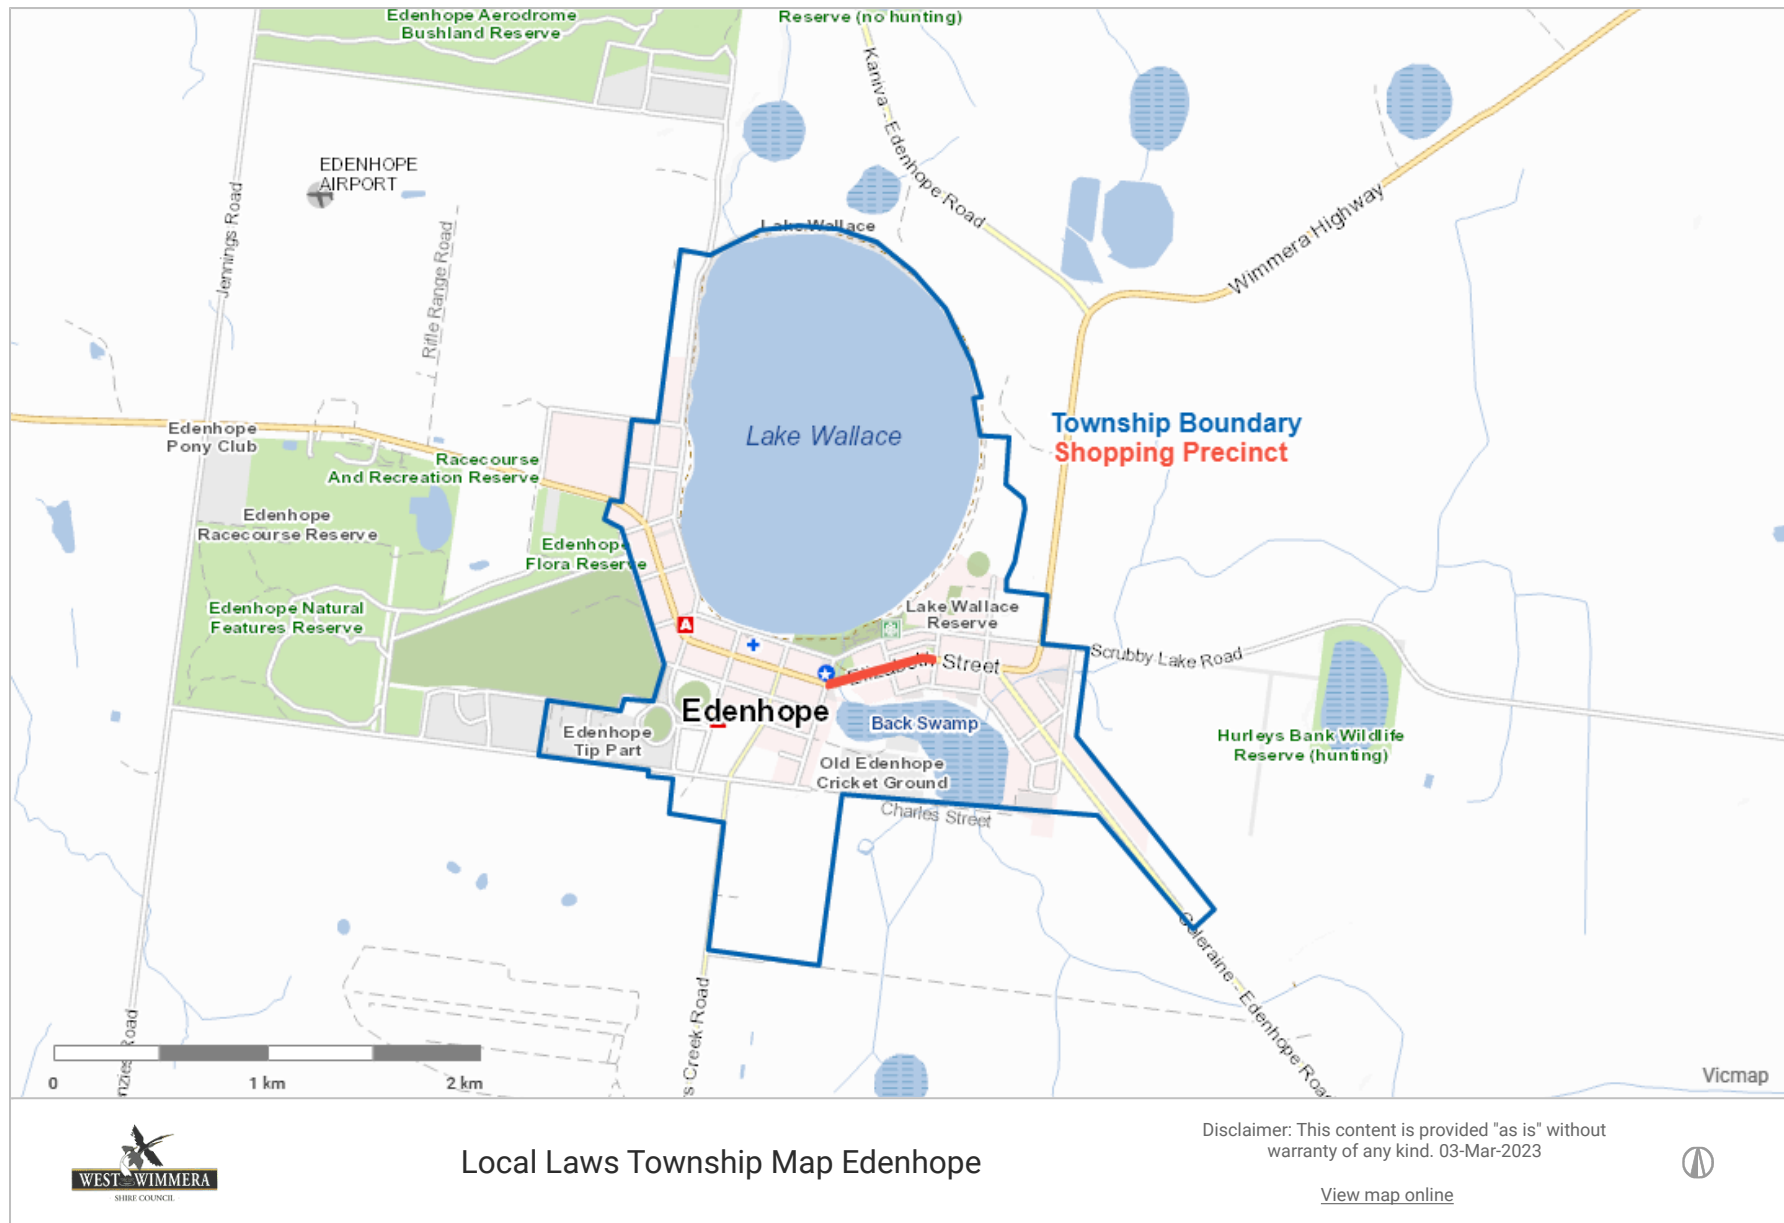 Edenhope Aerodrome
Bushland Reserve
Reserve (no hunting)
Kaniva - Edenhope Road
EDENHOPE
AIRPORT
Jennings Road
Rifle Range Road
Lake Wallace
Wimmera Highway
Edenhope
Pony Club
Racecourse
And Recreation Reserve
Lake Wallace
Township Boundary
Shopping Precinct
Edenhope
Racecourse Reserve
Edenhope
Flora Reserve
Edenhope Natural
Features Reserve
A
Lake Wallace
Reserve
Elizabeth Street
Scrubby Lake Road
Edenhope
Back Swamp
Edenhope
Tip Part
Old Edenhope
Cricket Ground
Charles Street
Hurleys Bank Wildlife
Reserve (hunting)
Coleraine - Edenhope Road
s Creek Road
nzies Road
0
1 km
2 km
Vicmap
WEST WIMMERA
SHIRE COUNCIL
Local Laws Township Map Edenhope
Disclaimer: This content is provided "as is" without
warranty of any kind. 03-Mar-2023
View map online